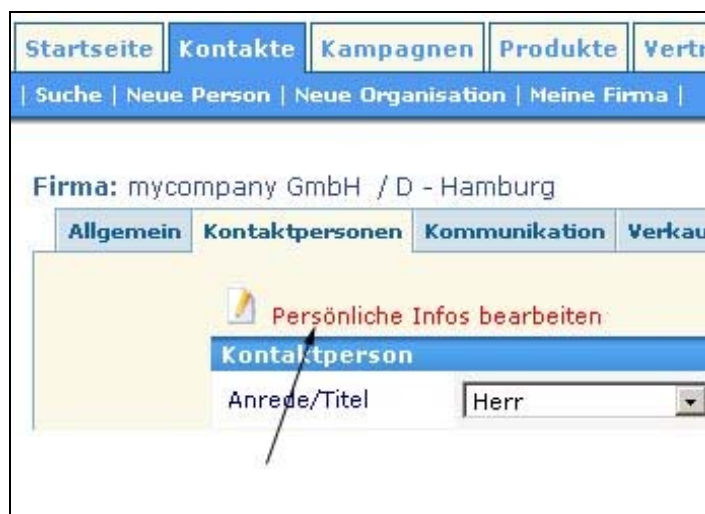 Startseite Kontakte Kampagnen Produkte
| Suche | Neue Person | Neue Organisation | Meine Firma |
Firma: mycompany GmbH / D - Hamburg
Allgemein Kontaktpersonen Kommunikation
Persönliche Infos bearbeiten
Kontaktperson
Anrede/Titel Herr